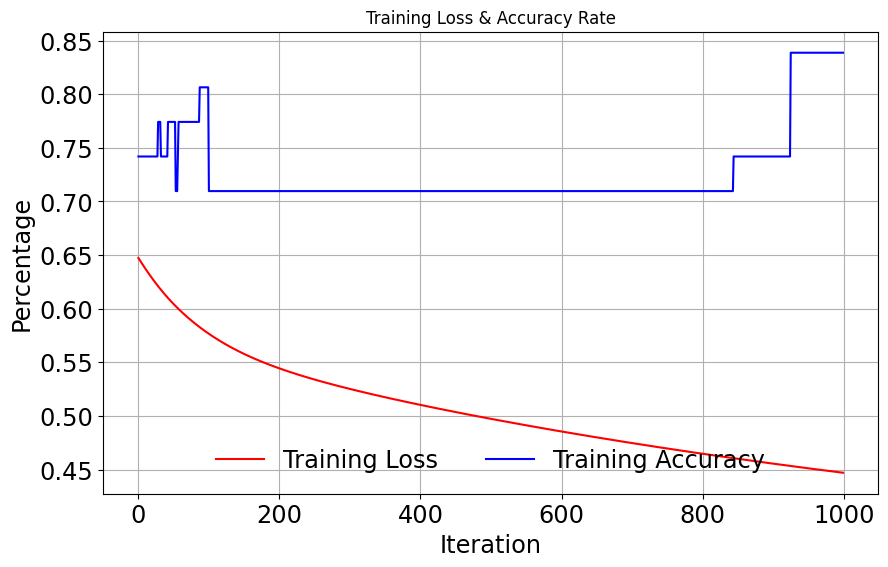 Training Loss & Accuracy Rate
0.85
0.80
0.75
0.70
0.65
0.60
0.55
0.50
0.45
Percentage
Training Loss Training Accuracy
0 200 400 600 800 1000
Iteration